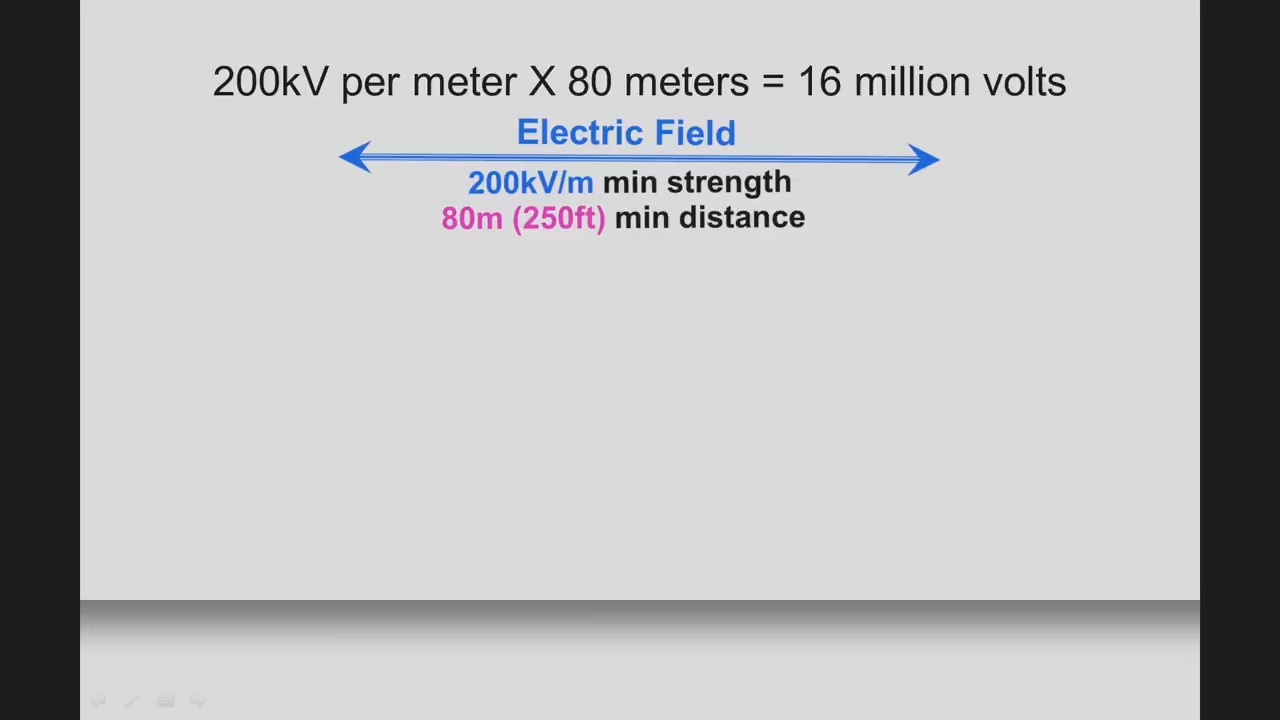 200kV per meter X 80 meters = 16 million volts
Electric Field
200kV/m min strength
80m (250ft) min distance